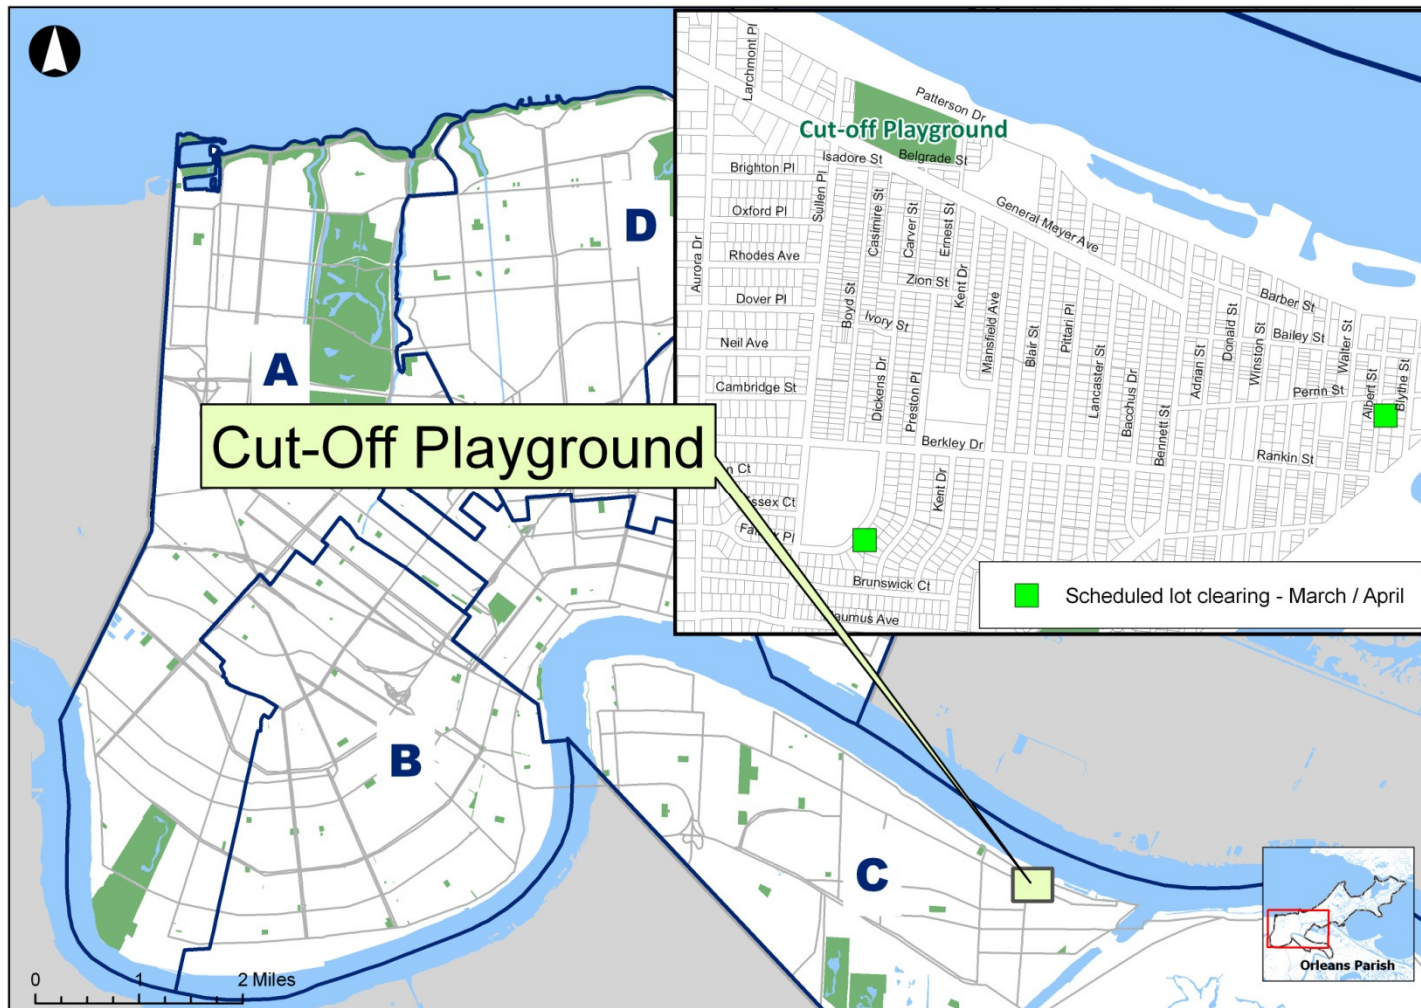 Larchmont Pl
Patterson Dr
Cut-off Playground
Isadore St
Belgrade St
Brighton Pl
Sullen Pl
Casimire St
Carver St
Ernest St
General Meyer Ave
Oxford Pl
Aurora Dr
Rhodes Ave
Zion St
Kent Dr
Dover Pl
Boyd St
Ivory St
Mansfield Ave
Blair St
Pittari Pl
Lancaster St
Bacchus Dr
Bennett St
Adrian St
Donald St
Winston St
Barber St
Bailey St
Walter St
Neil Ave
Cambridge St
Dickens Dr
Preston Pl
Perrin St
Albert St
Blythe St
Berkley Dr
Rankin St
Kent Dr
Ct
Ct
Pl
Brunswick Ct
Ave
Scheduled lot clearing - March / April
D
A
Cut-Off Playground
B
C
0 1 2 Miles
Orleans Parish